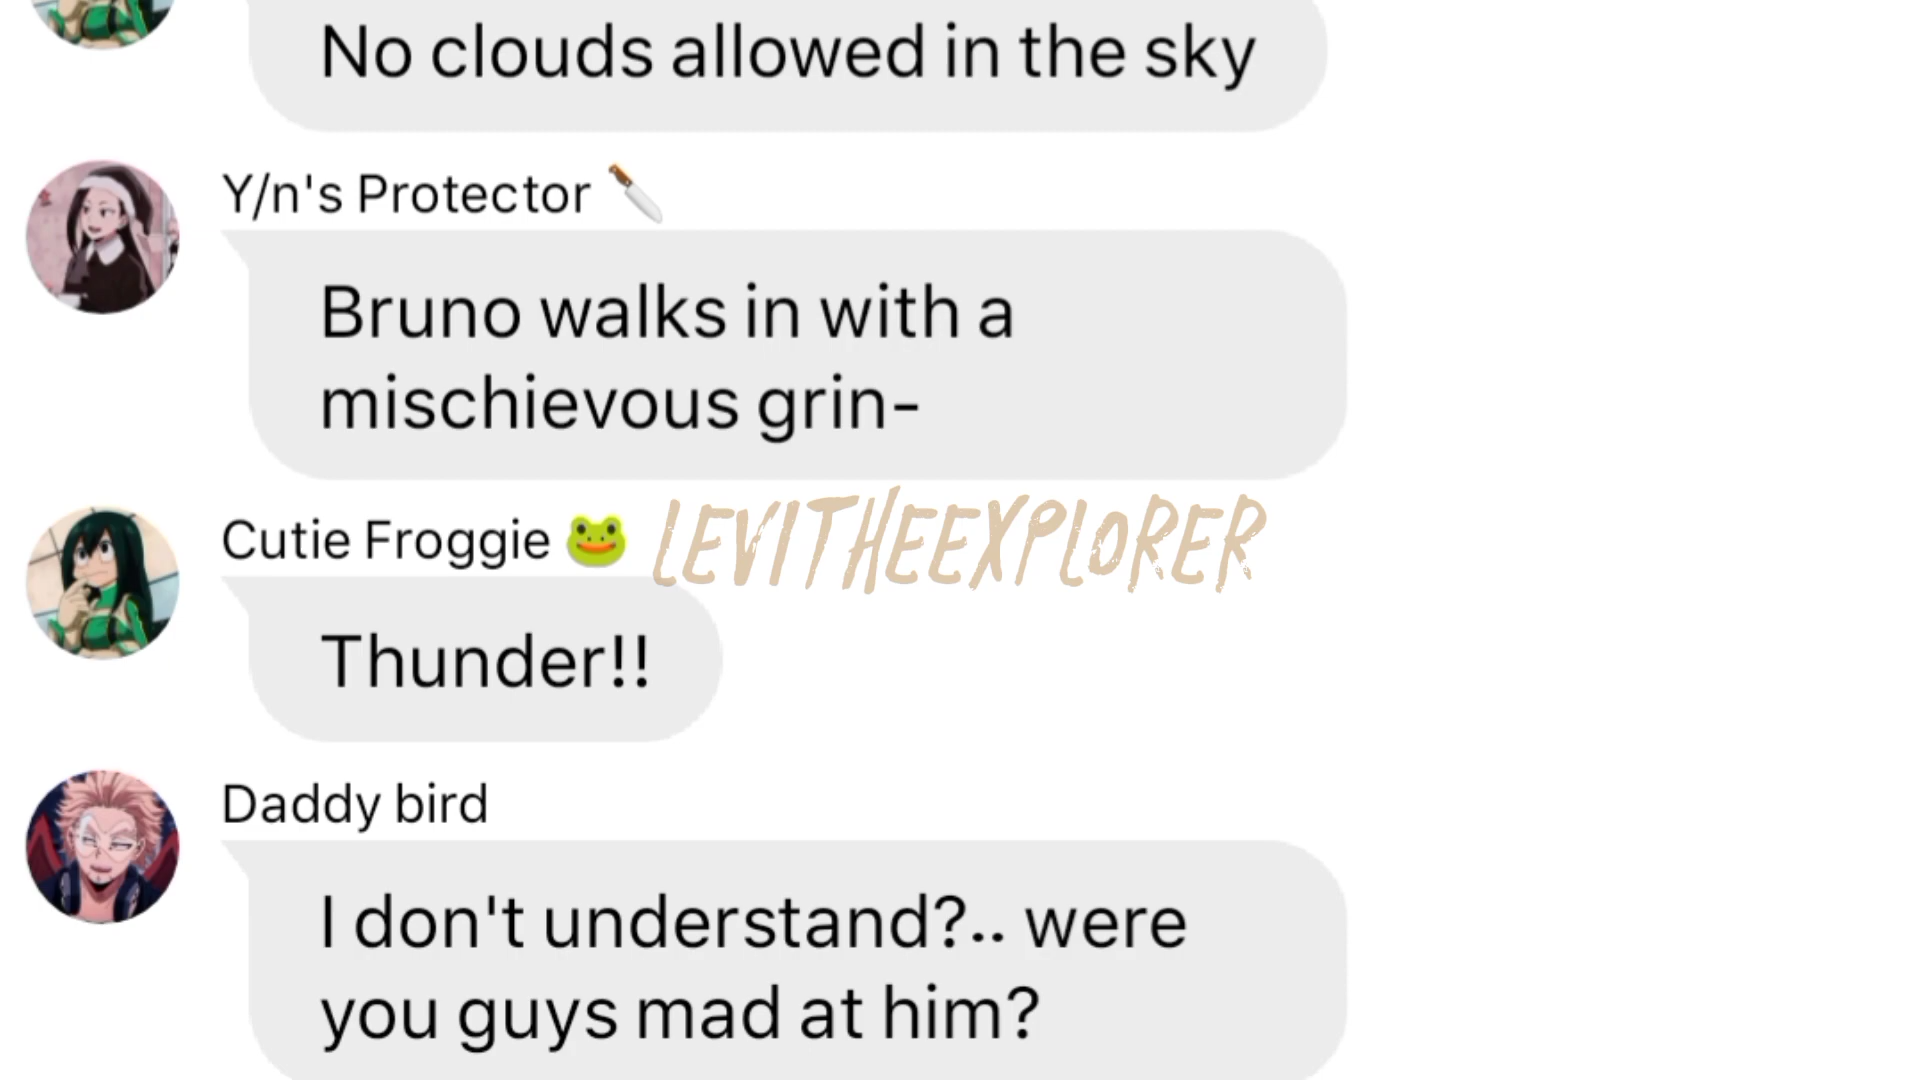 No clouds allowed in the sky
Y/n's Protector 🔪
Bruno walks in with a
mischievous grin-
Cutie Froggie 🐸
LEVITHEEXPLORER
Thunder!!
Daddy bird
I don't understand?.. were
you guys mad at him?